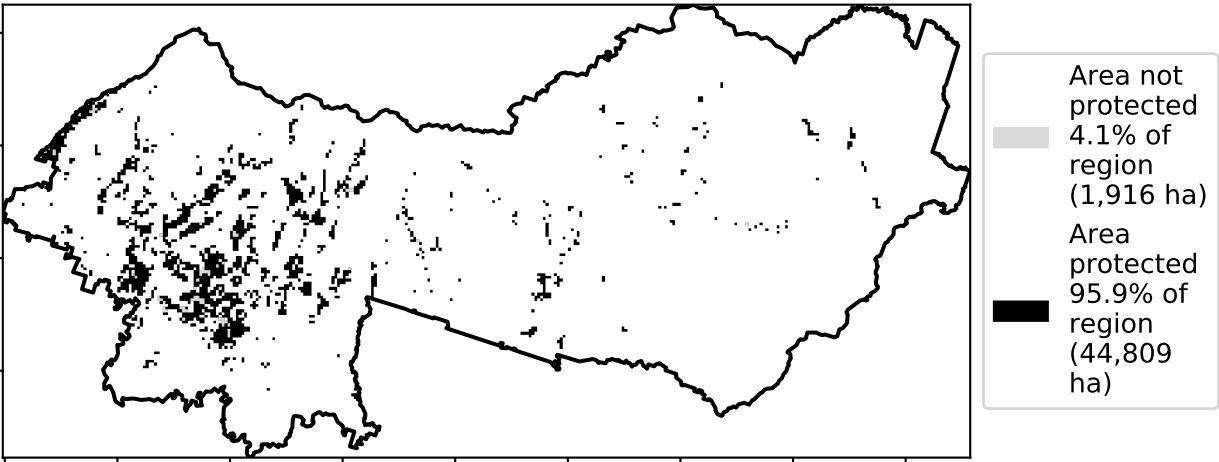 Area not
protected
4.1% of
region
(1,916 ha)
Area
protected
95.9% of
region
(44,809
ha)